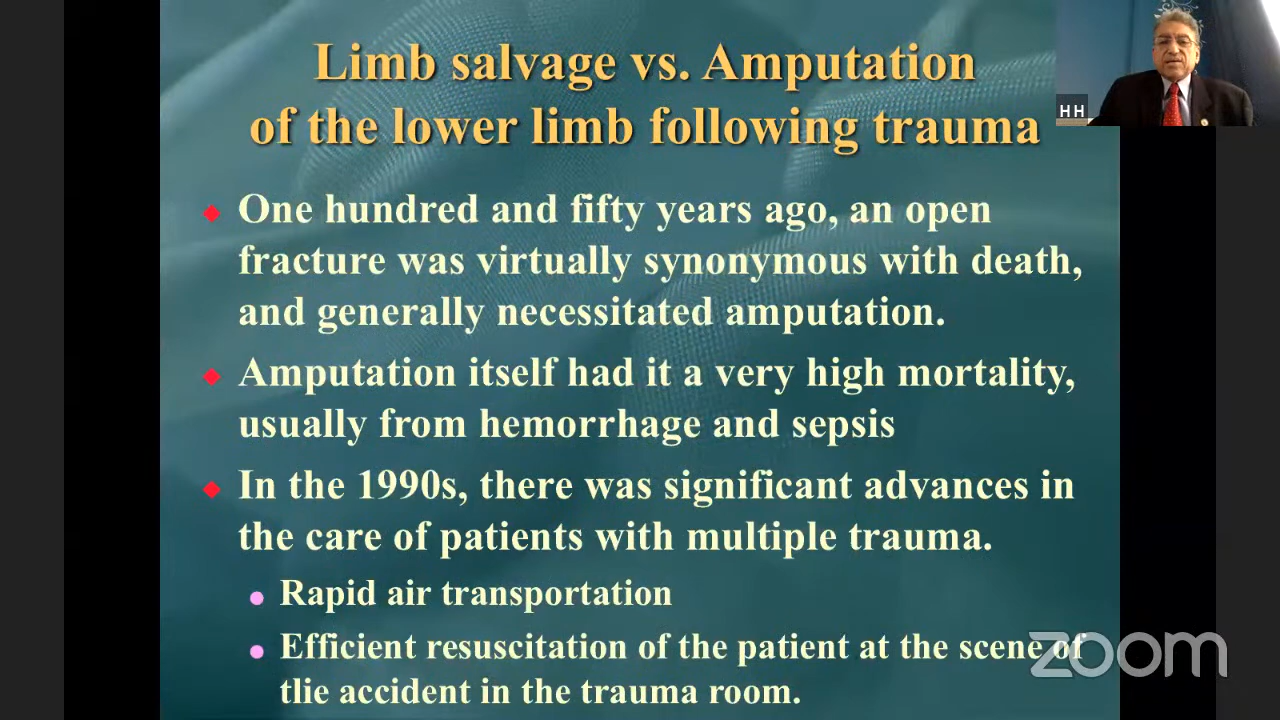 Limb salvage vs. Amputation
of the lower limb following trauma
HH
One hundred and fifty years ago, an open
fracture was virtually synonymous with death,
and generally necessitated amputation.
Amputation itself had it a very high mortality,
usually from hemorrhage and sepsis
In the 1990s, there was significant advances in
the care of patients with multiple trauma.
Rapid air transportation
Efficient resuscitation of the patient at the scene of
tlie accident in the trauma room.
zoom